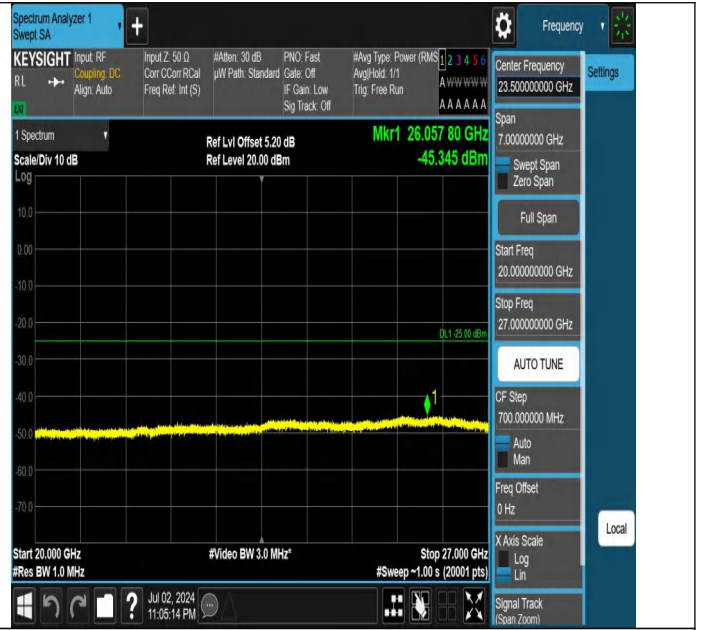 Spectrum Analyzer 1
Swept SA
+
Frequency
KEYSIGHT
RL
LXI
Input: RF
Coupling: DC
Align: Auto
Input Z: 50 Ω
Corr CCorr RCal
Freq Ref: Int (S)
#Atten: 30 dB
µW Path: Standard
PNO: Fast
Gate: Off
IF Gain: Low
Sig Track: Off
#Avg Type: Power (RMS
Avg|Hold: 1/1
Trig: Free Run
1 2 3 4 5 6
A W W W W W
A A A A A A
1 Spectrum
Scale/Div 10 dB
Log
Ref Lvl Offset 5.20 dB
Ref Level 20.00 dBm
Mkr1 26.057 80 GHz
-45.345 dBm
10.0
0.00
-10.0
-20.0
DL1 -25.00 dBm
-30.0
-40.0
1
-50.0
-60.0
-70.0
Start 20.000 GHz
#Res BW 1.0 MHz
#Video BW 3.0 MHz*
Stop 27.000 GHz
#Sweep ~1.00 s (20001 pts)
Center Frequency
23.500000000 GHz
Span
7.00000000 GHz
Swept Span
Zero Span
Full Span
Start Freq
20.000000000 GHz
Stop Freq
27.000000000 GHz
AUTO TUNE
CF Step
700.000000 MHz
Auto
Man
Freq Offset
0 Hz
X Axis Scale
Log
Lin
Signal Track
(Span Zoom)
Settings
Local
?
Jul 02, 2024
11:05:14 PM